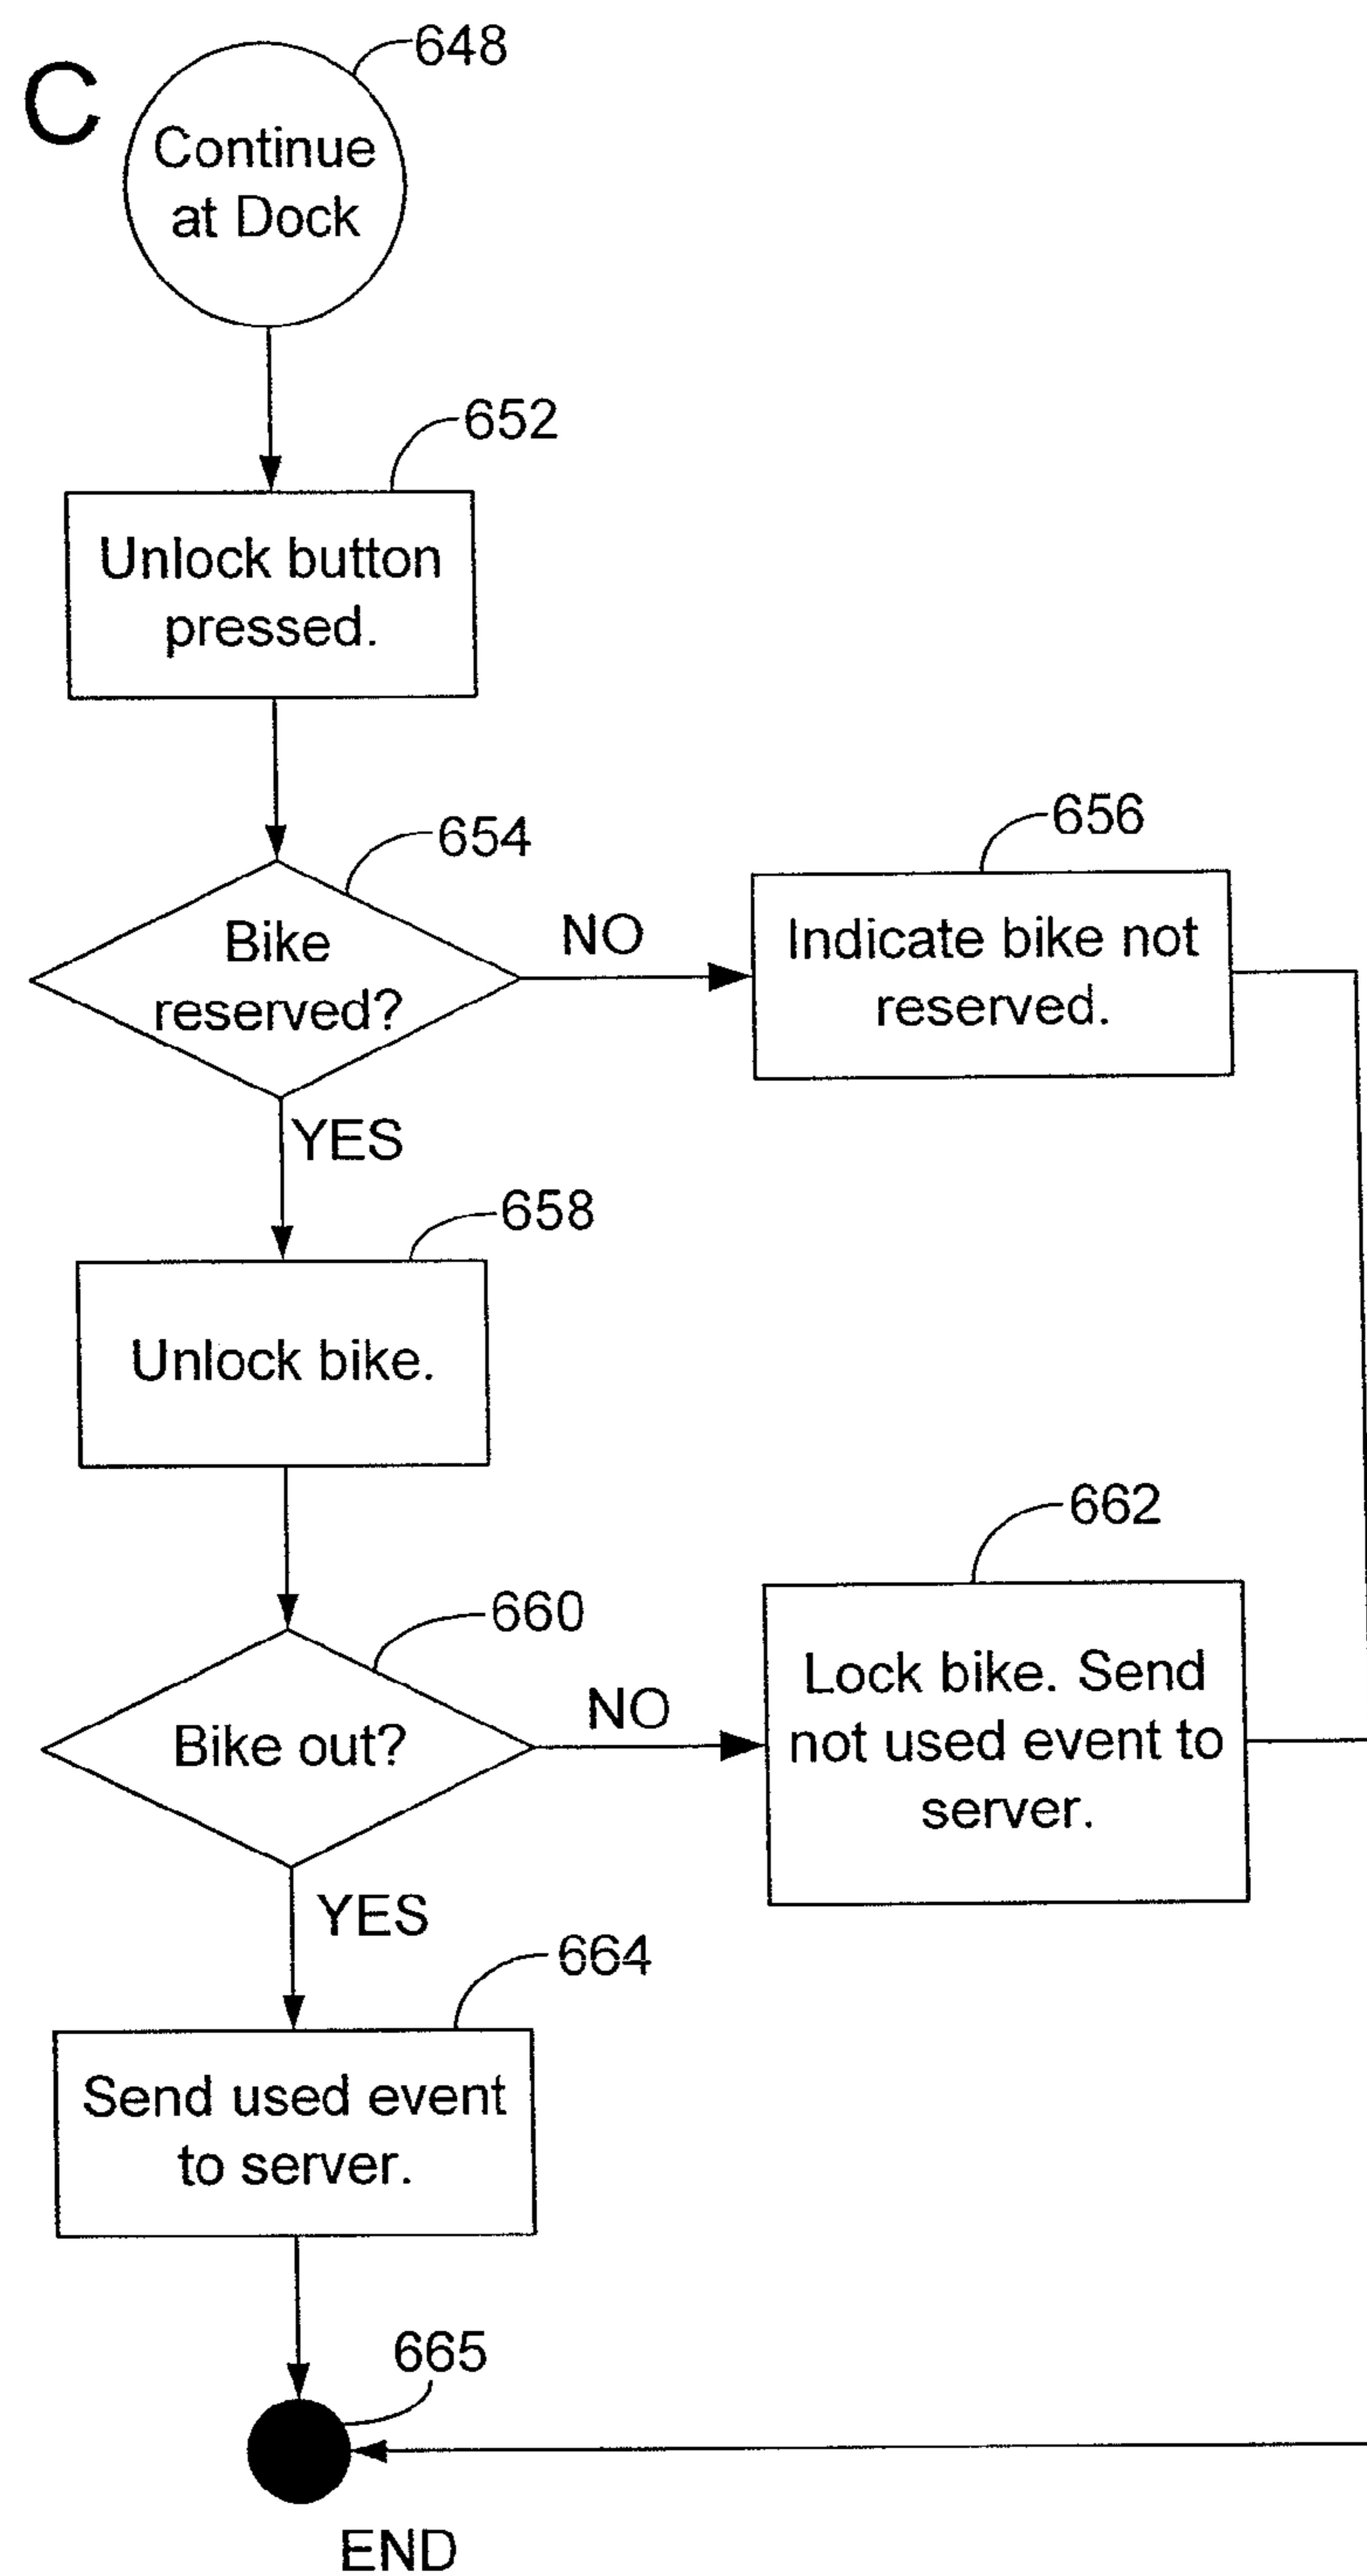 648
C
Continue
at Dock
652
Unlock button
pressed.
654
Bike
reserved?
NO
656
Indicate bike not
reserved.
YES
658
Unlock bike.
660
Bike out?
NO
662
Lock bike. Send
not used event to
server.
YES
664
Send used event
to server.
665
END